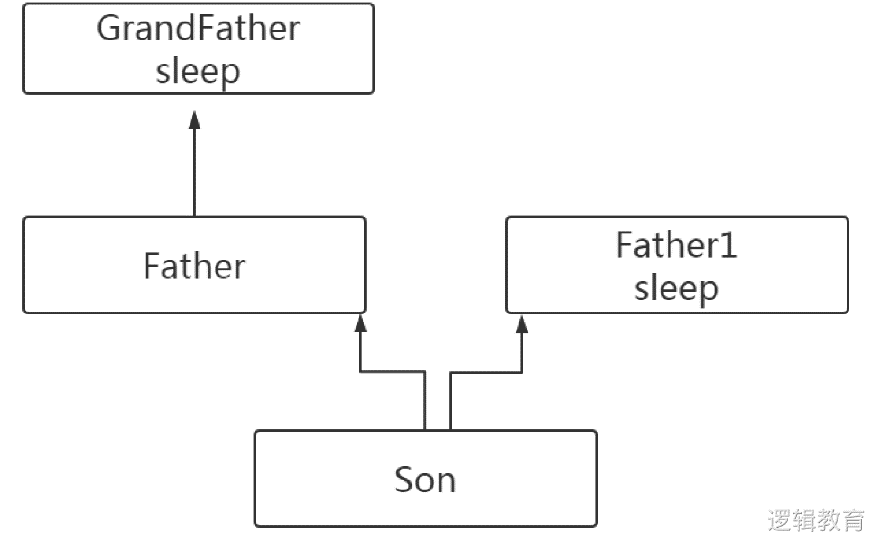 GrandFather
sleep
Father
Father1
sleep
Son
逻辑教育